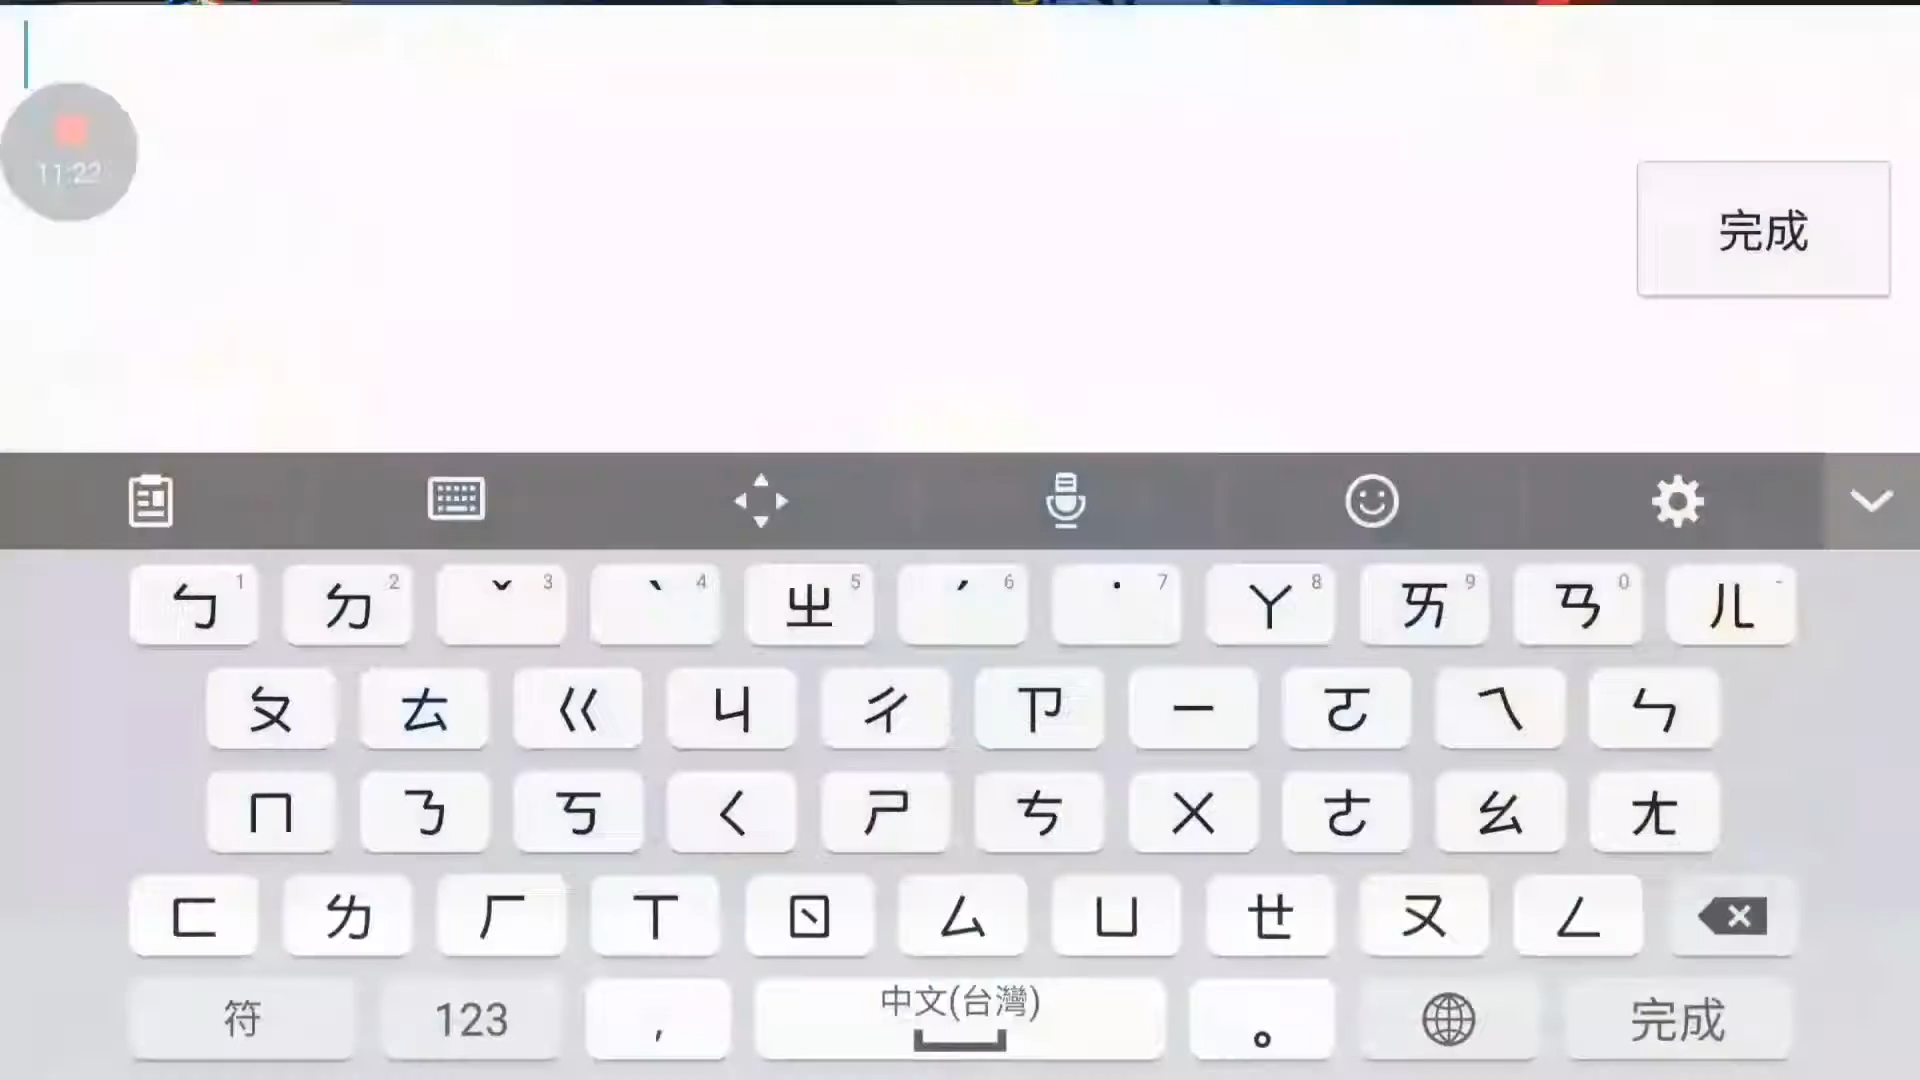 11:22
完成
ㄅ 1 ㄉ 2 ˇ 3 ˋ 4 ㄓ 5 ˊ 6 ˙ 7 ㄚ 8 ㄞ 9 ㄢ 0 ㄦ -
ㄆ ㄊ ㄍ ㄐ ㄔ ㄗ ㄧ ㄛ ㄟ ㄣ
ㄇ ㄋ ㄎ ㄑ ㄕ ㄘ ㄨ ㄜ ㄠ ㄤ
ㄈ ㄌ ㄏ ㄒ ㄖ ㄙ ㄩ ㄝ ㄡ ㄥ
符 123 , 中文(台灣) 。 完成